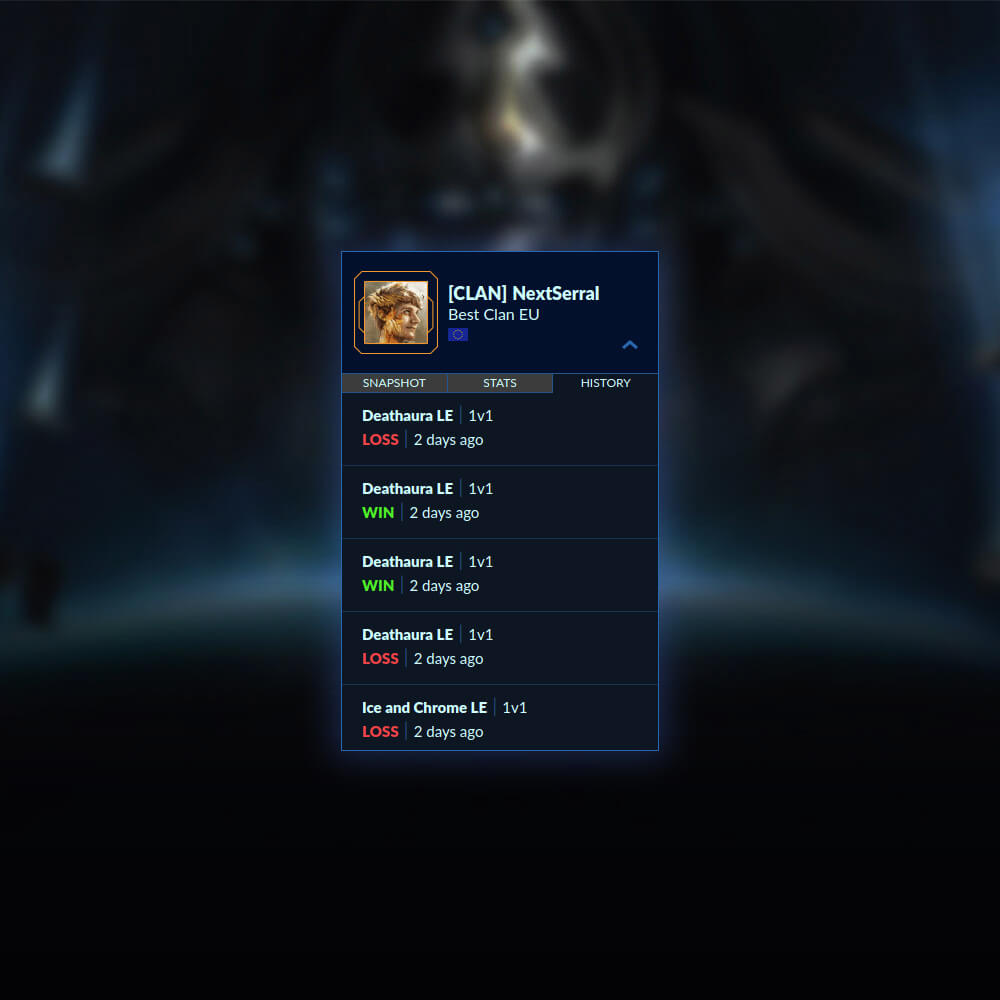 [CLAN] NextSerral
Best Clan EU
SNAPSHOT STATS HISTORY
Deathaura LE | 1v1
LOSS | 2 days ago
Deathaura LE | 1v1
WIN | 2 days ago
Deathaura LE | 1v1
WIN | 2 days ago
Deathaura LE | 1v1
LOSS | 2 days ago
Ice and Chrome LE | 1v1
LOSS | 2 days ago